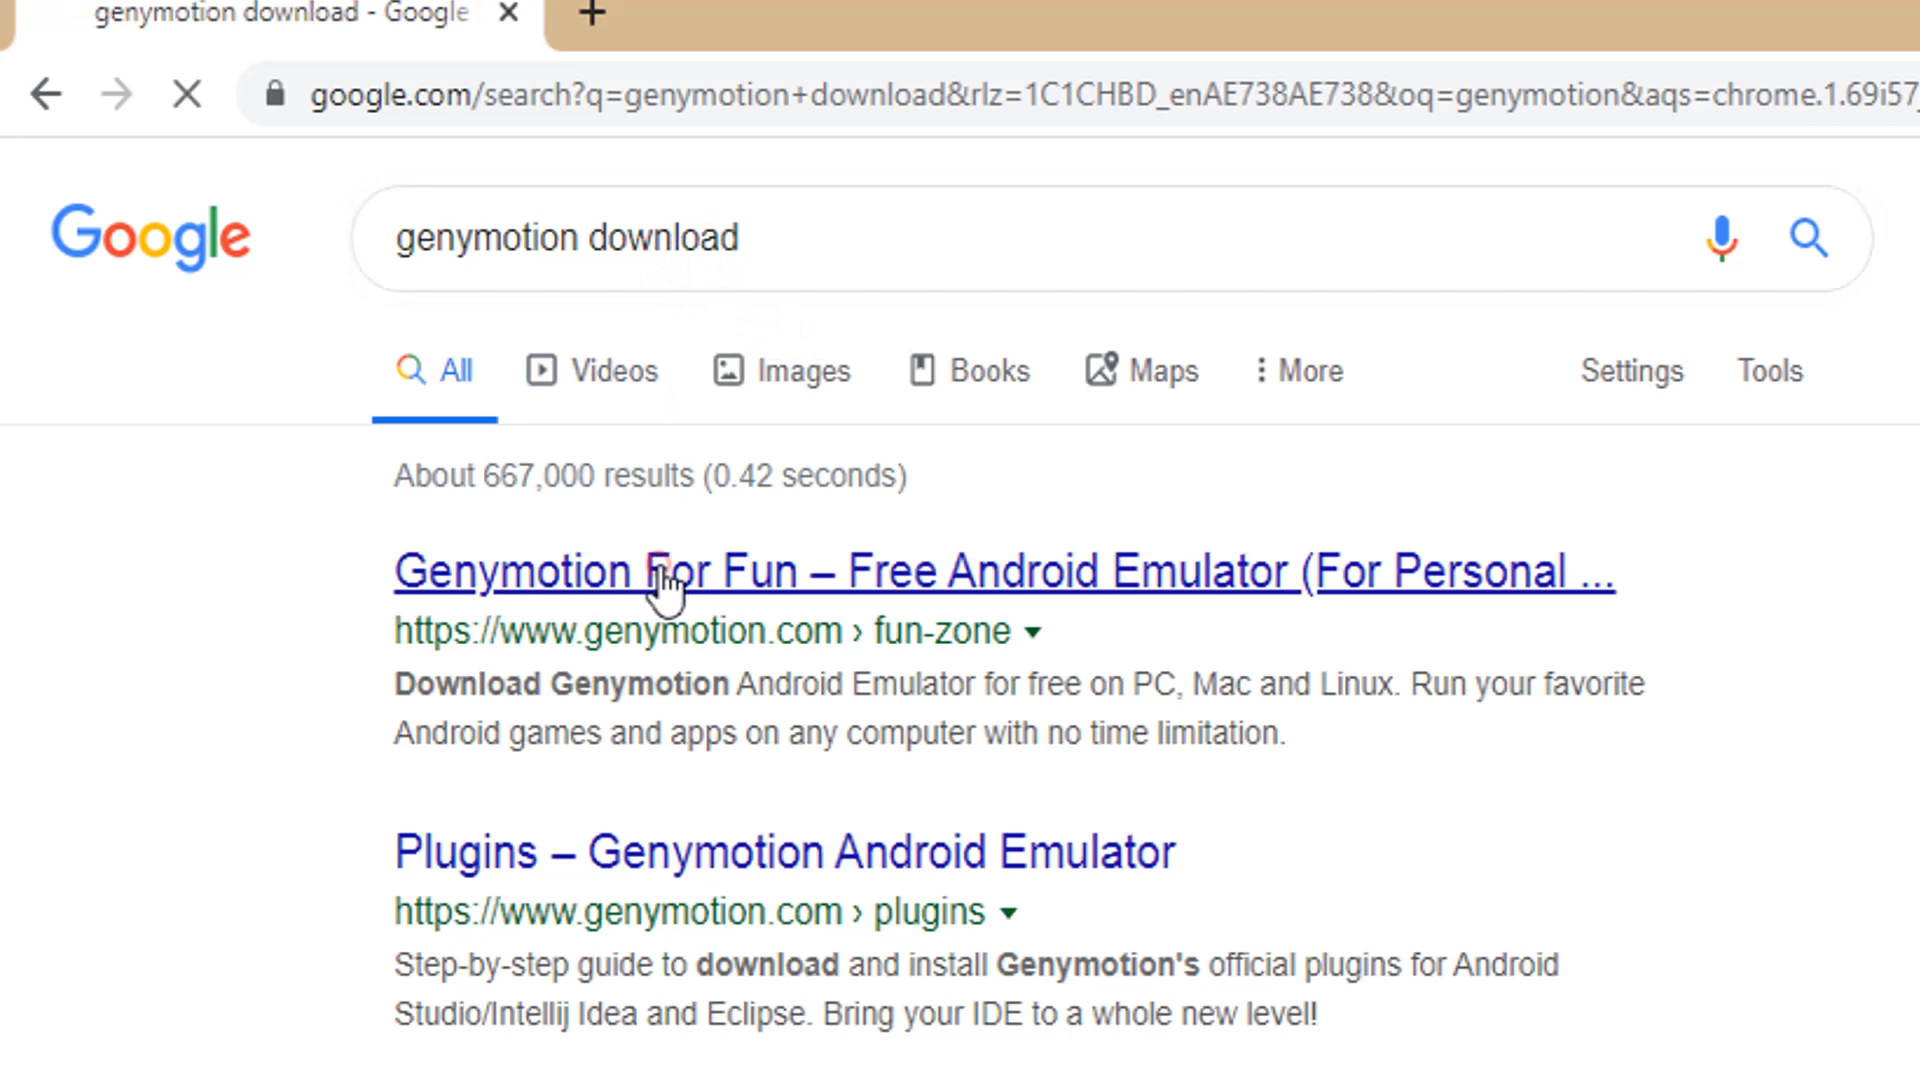 genymotion download - Google
google.com/search?q=genymotion+download&rlz=1C1CHBD_enAE738AE738&oq=genymotion&aqs=chrome.1.69i57
Google
genymotion download
All Videos Images Books Maps More Settings Tools
About 667,000 results (0.42 seconds)
Genymotion For Fun – Free Android Emulator (For Personal ...
https://www.genymotion.com › fun-zone
Download Genymotion Android Emulator for free on PC, Mac and Linux. Run your favorite
Android games and apps on any computer with no time limitation.
Plugins – Genymotion Android Emulator
https://www.genymotion.com › plugins
Step-by-step guide to download and install Genymotion's official plugins for Android
Studio/Intellij Idea and Eclipse. Bring your IDE to a whole new level!